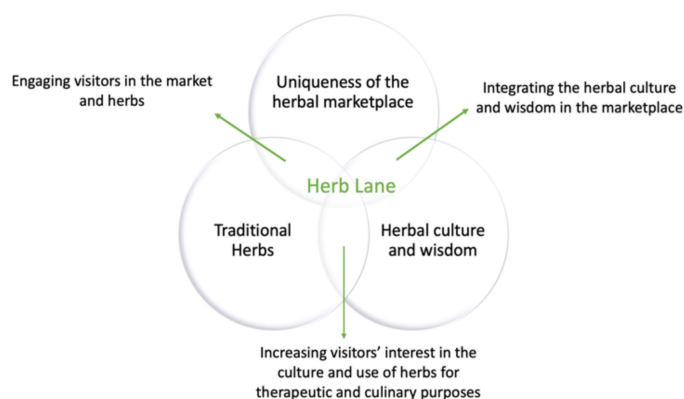 Uniqueness of the
herbal marketplace
Engaging visitors in the market
and herbs
Integrating the herbal culture
and wisdom in the marketplace
Herb Lane
Traditional
Herbs
Herbal culture
and wisdom
Increasing visitors’ interest in the
culture and use of herbs for
therapeutic and culinary purposes